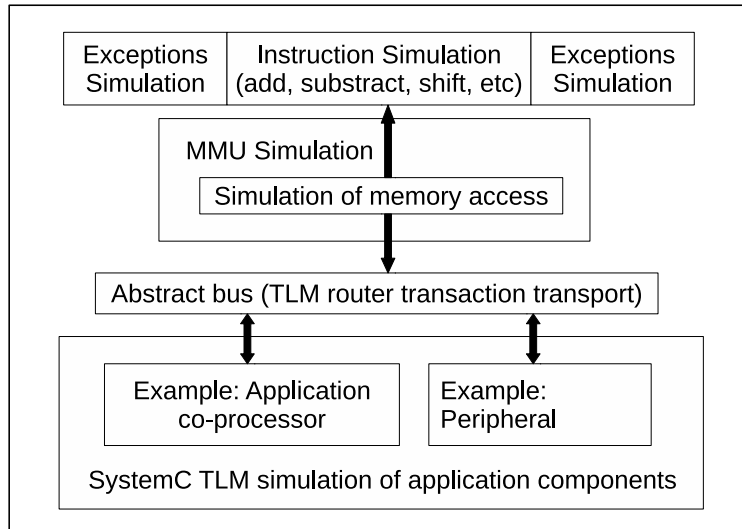 Exceptions
Simulation
Instruction Simulation
(add, substract, shift, etc)
Exceptions
Simulation
MMU Simulation
Simulation of memory access
Abstract bus (TLM router transaction transport)
Example: Application
co-processor
Example:
Peripheral
SystemC TLM simulation of application components